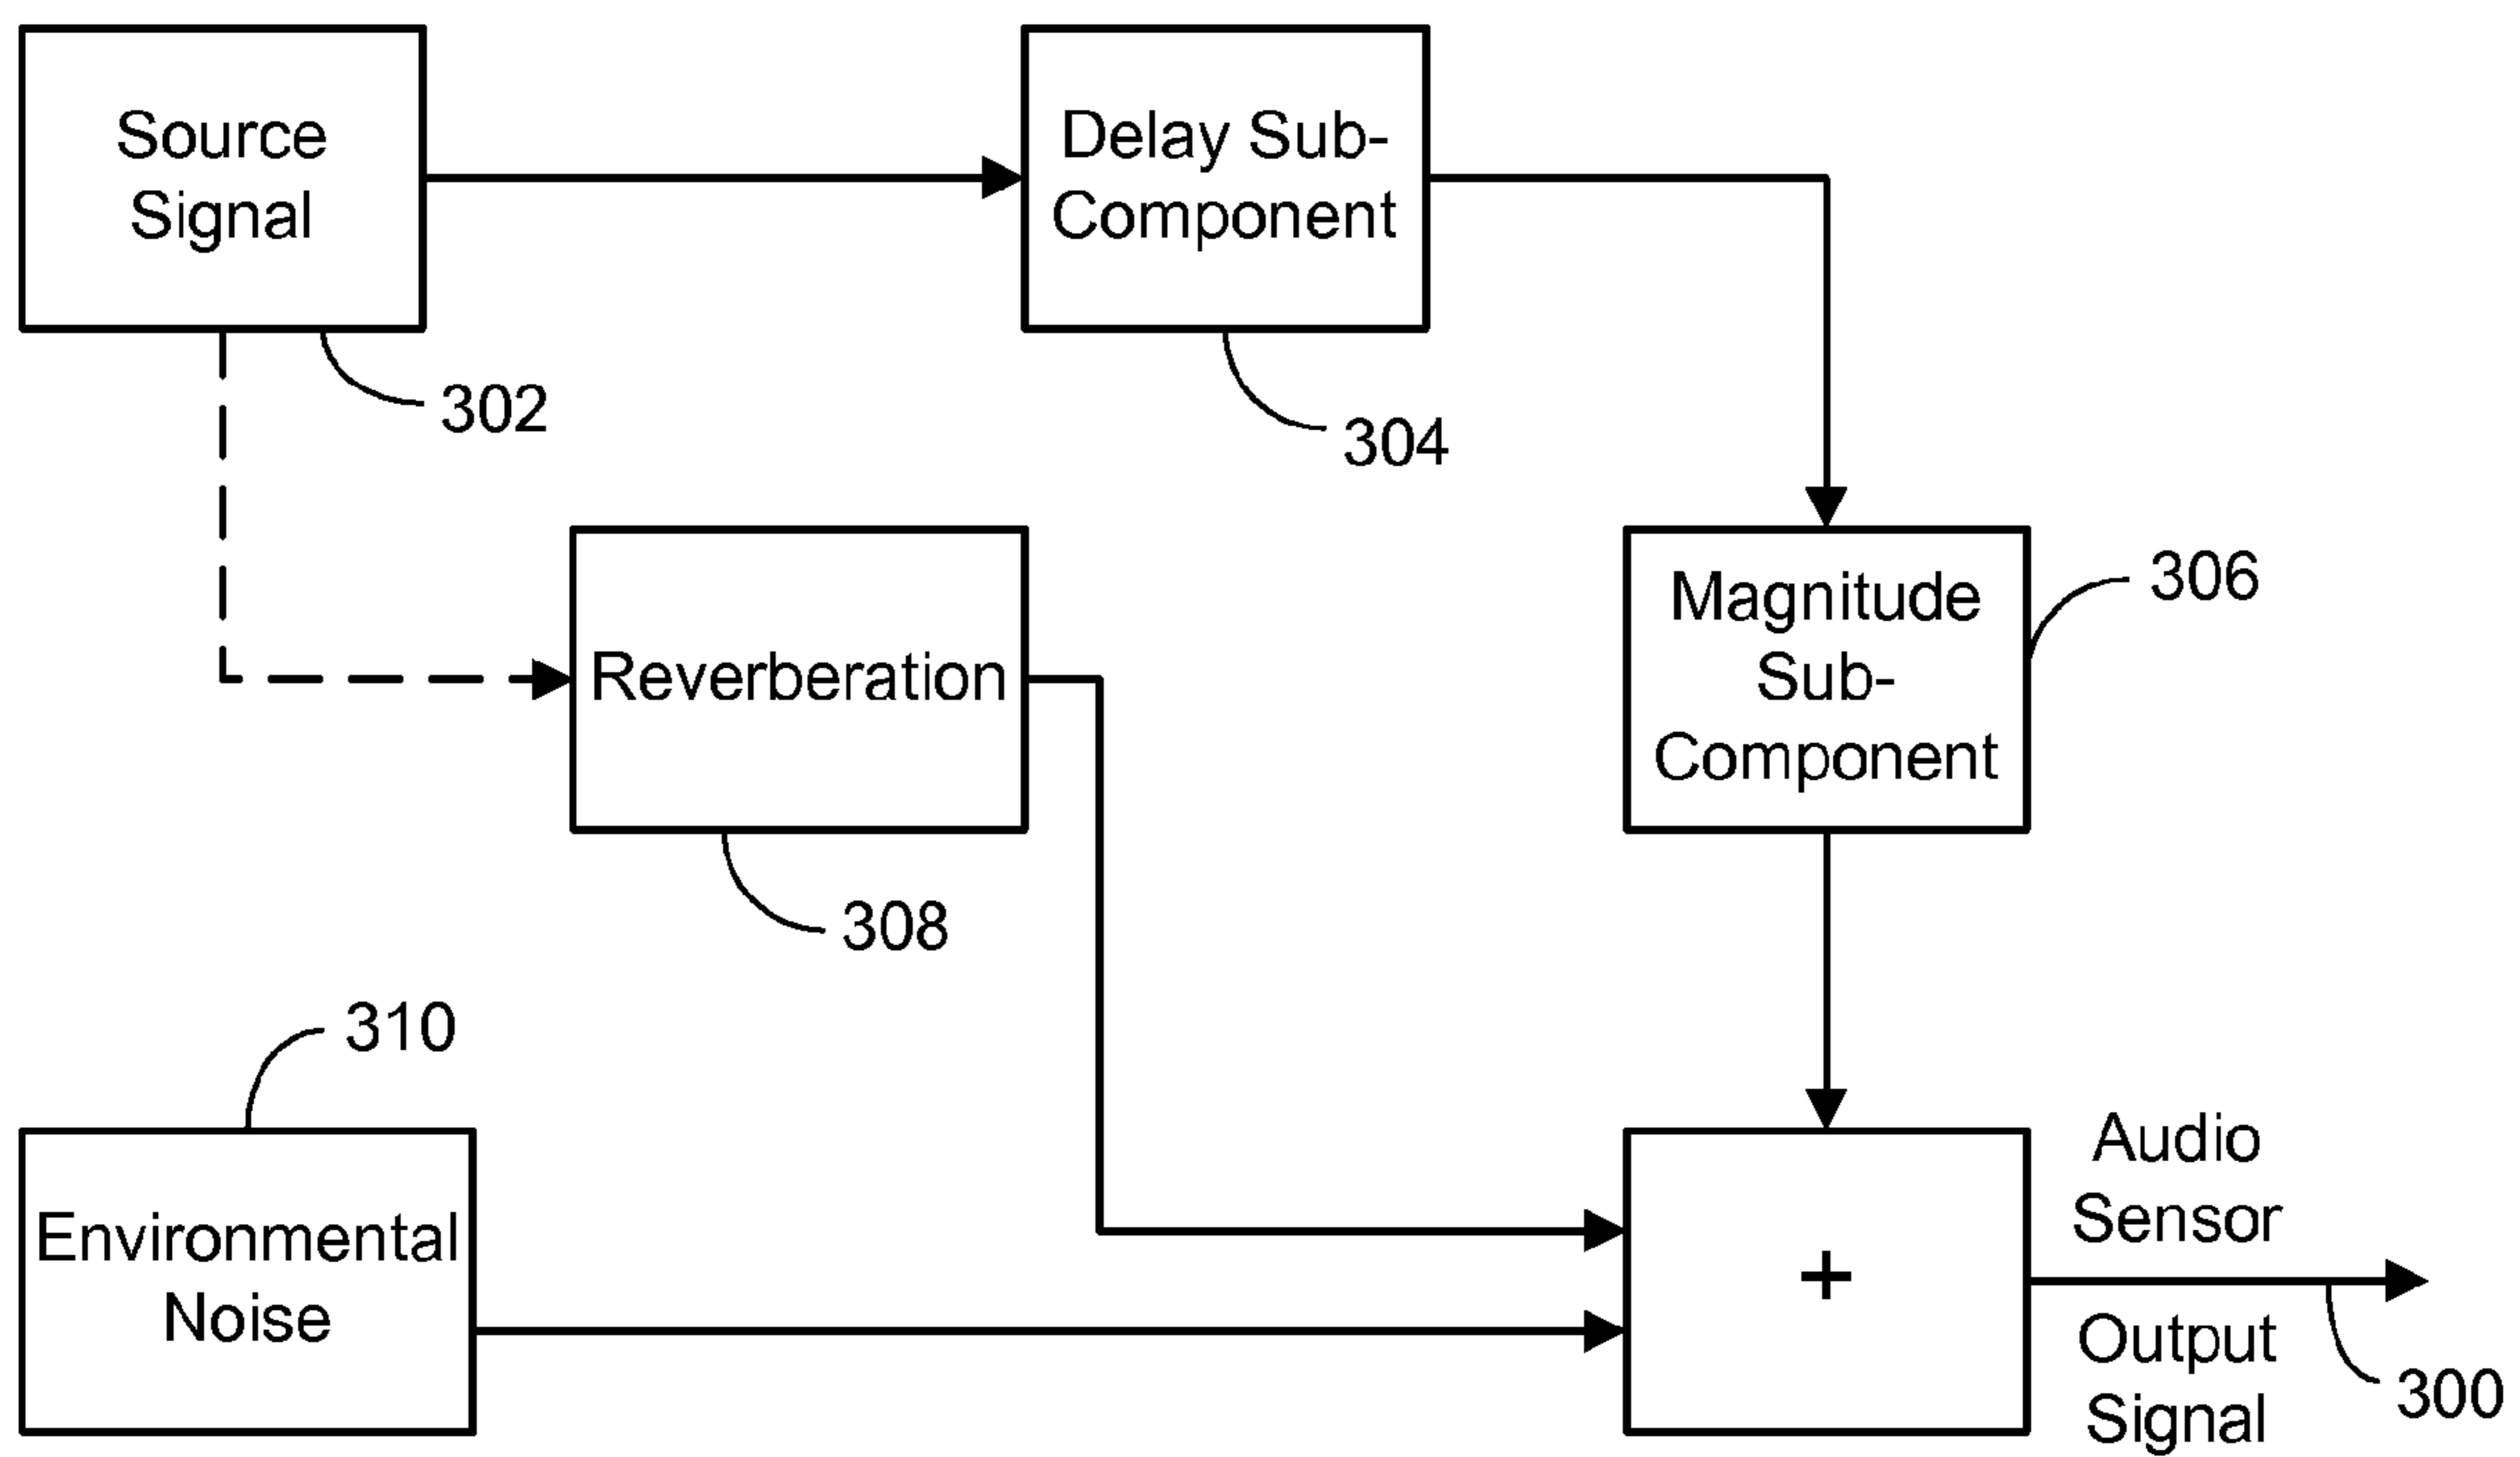 Source
Signal
302
Delay Sub-
Component
304
Magnitude
Sub-
Component
306
Reverberation
308
310
Environmental
Noise
+
Audio
Sensor
Output
Signal
300